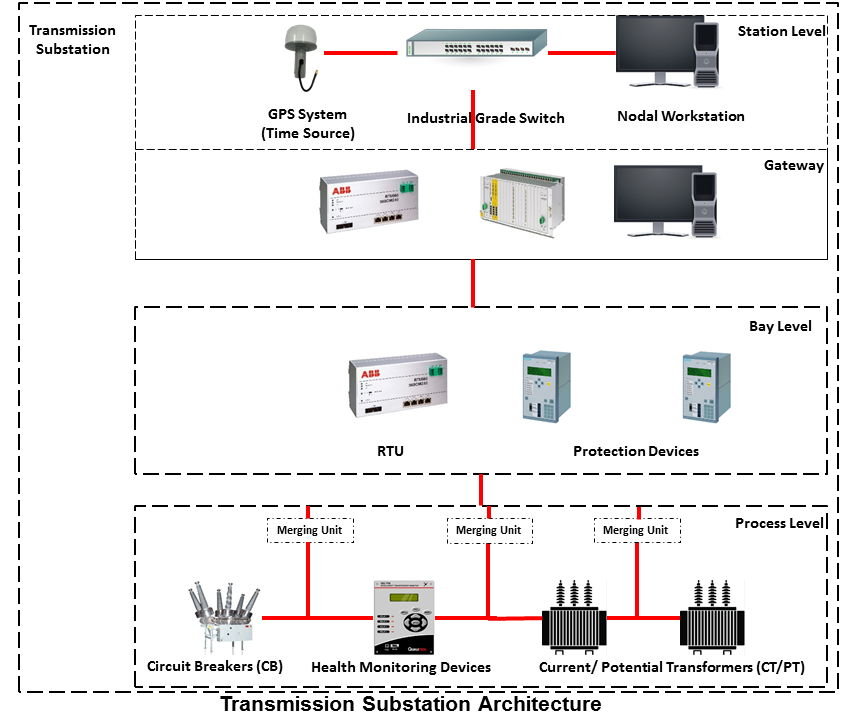 Transmission
Substation
Station Level
GPS System
(Time Source)
Industrial Grade Switch
Nodal Workstation
Gateway
ABB
Bay Level
ABB
RTU
Protection Devices
Process Level
Merging Unit
Merging Unit
Merging Unit
Circuit Breakers (CB)
Health Monitoring Devices
Current/ Potential Transformers (CT/PT)
Transmission Substation Architecture